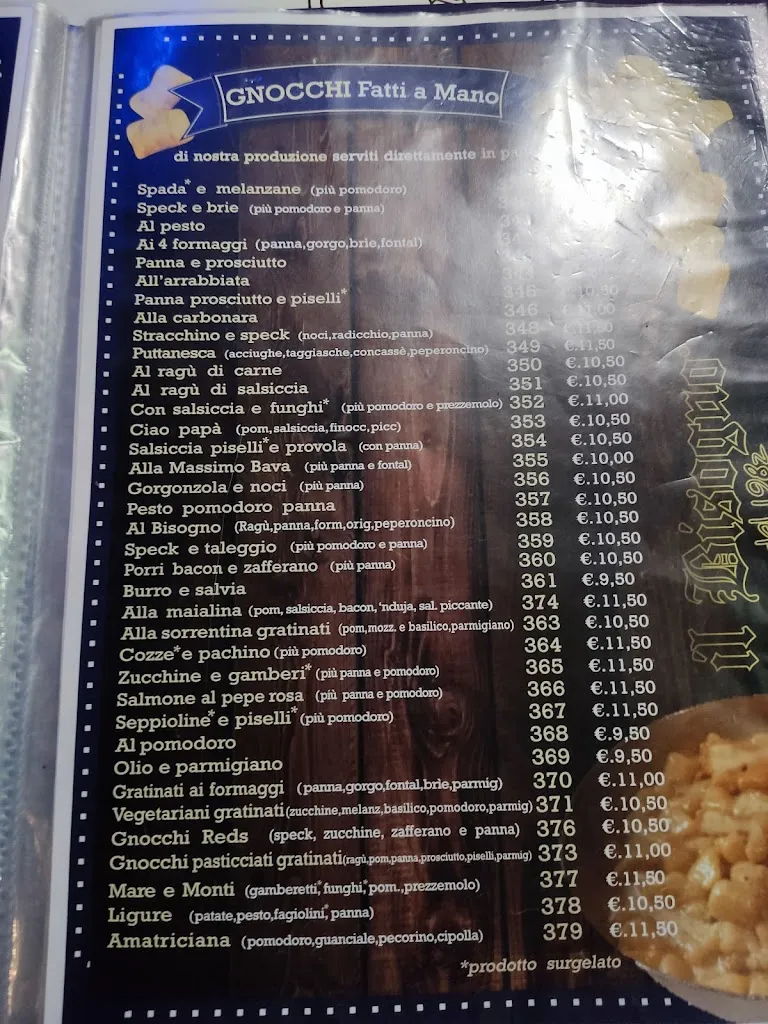 GNOCCHI Fatti a Mano
di nostra produzione serviti direttamente in
Spada* e melanzane (più pomodoro)
Speck e brie (più pomodoro e panna)
Al pesto
Ai 4 formaggi (panna,gorgo,brie,fontal)
Panna e prosciutto
All'arrabbiata
Panna prosciutto e piselli*
Alla carbonara 346
Stracchino e speck (noci,radicchio,panna) 348 €.11,50
Puttanesca (acciughe,taggiasche,concassè,peperoncino) 349 €.11,50
Al ragù di carne 350 €.10,50
Al ragù di salsiccia 351 €.10,50
Con salsiccia e funghi* (più pomodoro e prezzemolo) 352 €.11,00
Ciao papà (pom,salsiccia,finocc,picc) 353 €.10,50
Salsiccia piselli* e provola (con panna) 354 €.10,50
Alla Massimo Bava (più panna e fontal) 355 €.10,00
Gorgonzola e noci (più panna) 356 €.10,50
Pesto pomodoro panna 357 €.10,50
Al Bisogno (Ragù,panna,form,orig,peperoncino) 358 €.10,50
Speck e taleggio (più pomodoro e panna) 359 €.10,50
Porri bacon e zafferano (più panna) 360 €.10,50
Burro e salvia 361 €.9,50
Alla maialina (pom, salsiccia, bacon, 'nduja, sal. piccante) 374 €.11,50
Alla sorrentina gratinati (pom,mozz. e basilico,parmigiano) 363 €.10,50
Cozze* e pachino (più pomodoro) 364 €.11,50
Zucchine e gamberi* (più panna e pomodoro) 365 €.11,50
Salmone al pepe rosa (più panna e pomodoro) 366 €.11,50
Seppioline* e piselli* (più pomodoro) 367 €.11,50
Al pomodoro 368 €.9,50
Olio e parmigiano 369 €.9,50
Gratinati ai formaggi (panna,gorgo,fontal,brie,parmig) 370 €.11,00
Vegetariani gratinati (zucchine,melanz,basilico,pomodoro,parmig) 371 €.10,50
Gnocchi Reds (speck, zucchine, zafferano e panna) 376 €.10,50
Gnocchi pasticciati gratinati (ragù,pom,panna,prosciutto,piselli,parmig) 373 €.11,00
Mare e Monti (gamberetti*, funghi*, pom.,prezzemolo) 377 €.11,50
Ligure (patate,pesto,fagiolini*, panna) 378 €.10,50
Amatriciana (pomodoro,guanciale,pecorino,cipolla) 379 €.11,50
*prodotto surgelato
il Bisogno
dal 1982